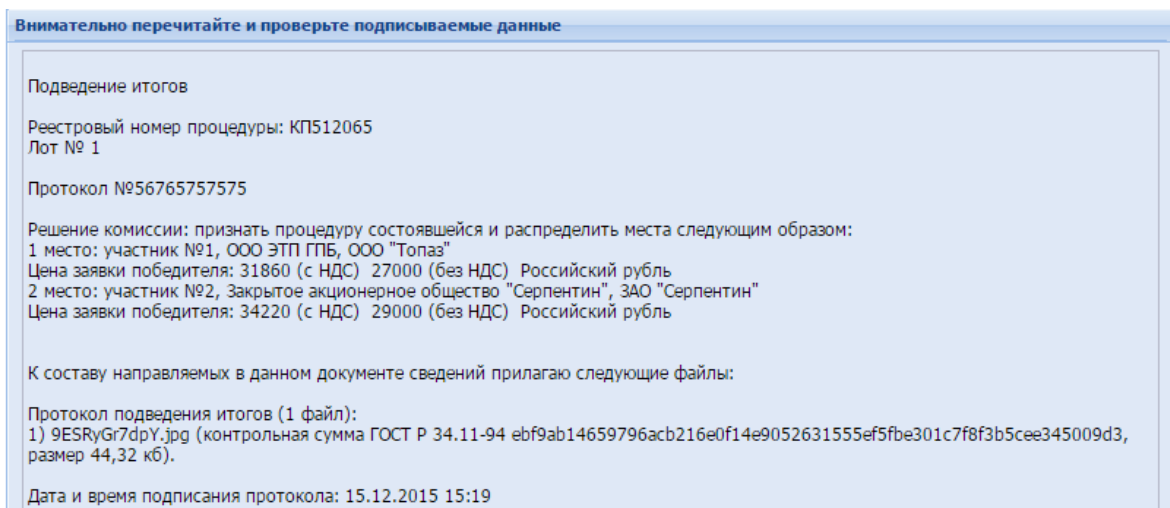 Внимательно перечитайте и проверьте подписываемые данные
Подведение итогов
Реестровый номер процедуры: КП512065
Лот № 1
Протокол №56765757575
Решение комиссии: признать процедуру состоявшейся и распределить места следующим образом:
1 место: участник №1, ООО ЭТП ГПБ, ООО "Топаз"
Цена заявки победителя: 31860 (с НДС)  27000 (без НДС)  Российский рубль
2 место: участник №2, Закрытое акционерное общество "Серпентин", ЗАО "Серпентин"
Цена заявки победителя: 34220 (с НДС)  29000 (без НДС)  Российский рубль
К составу направляемых в данном документе сведений прилагаю следующие файлы:
Протокол подведения итогов (1 файл):
1) 9ESRyGr7dpY.jpg (контрольная сумма ГОСТ Р 34.11-94 ebf9ab14659796acb216e0f14e9052631555ef5fbe301c7f8f3b5cee345009d3,
размер 44,32 кб).
Дата и время подписания протокола: 15.12.2015 15:19